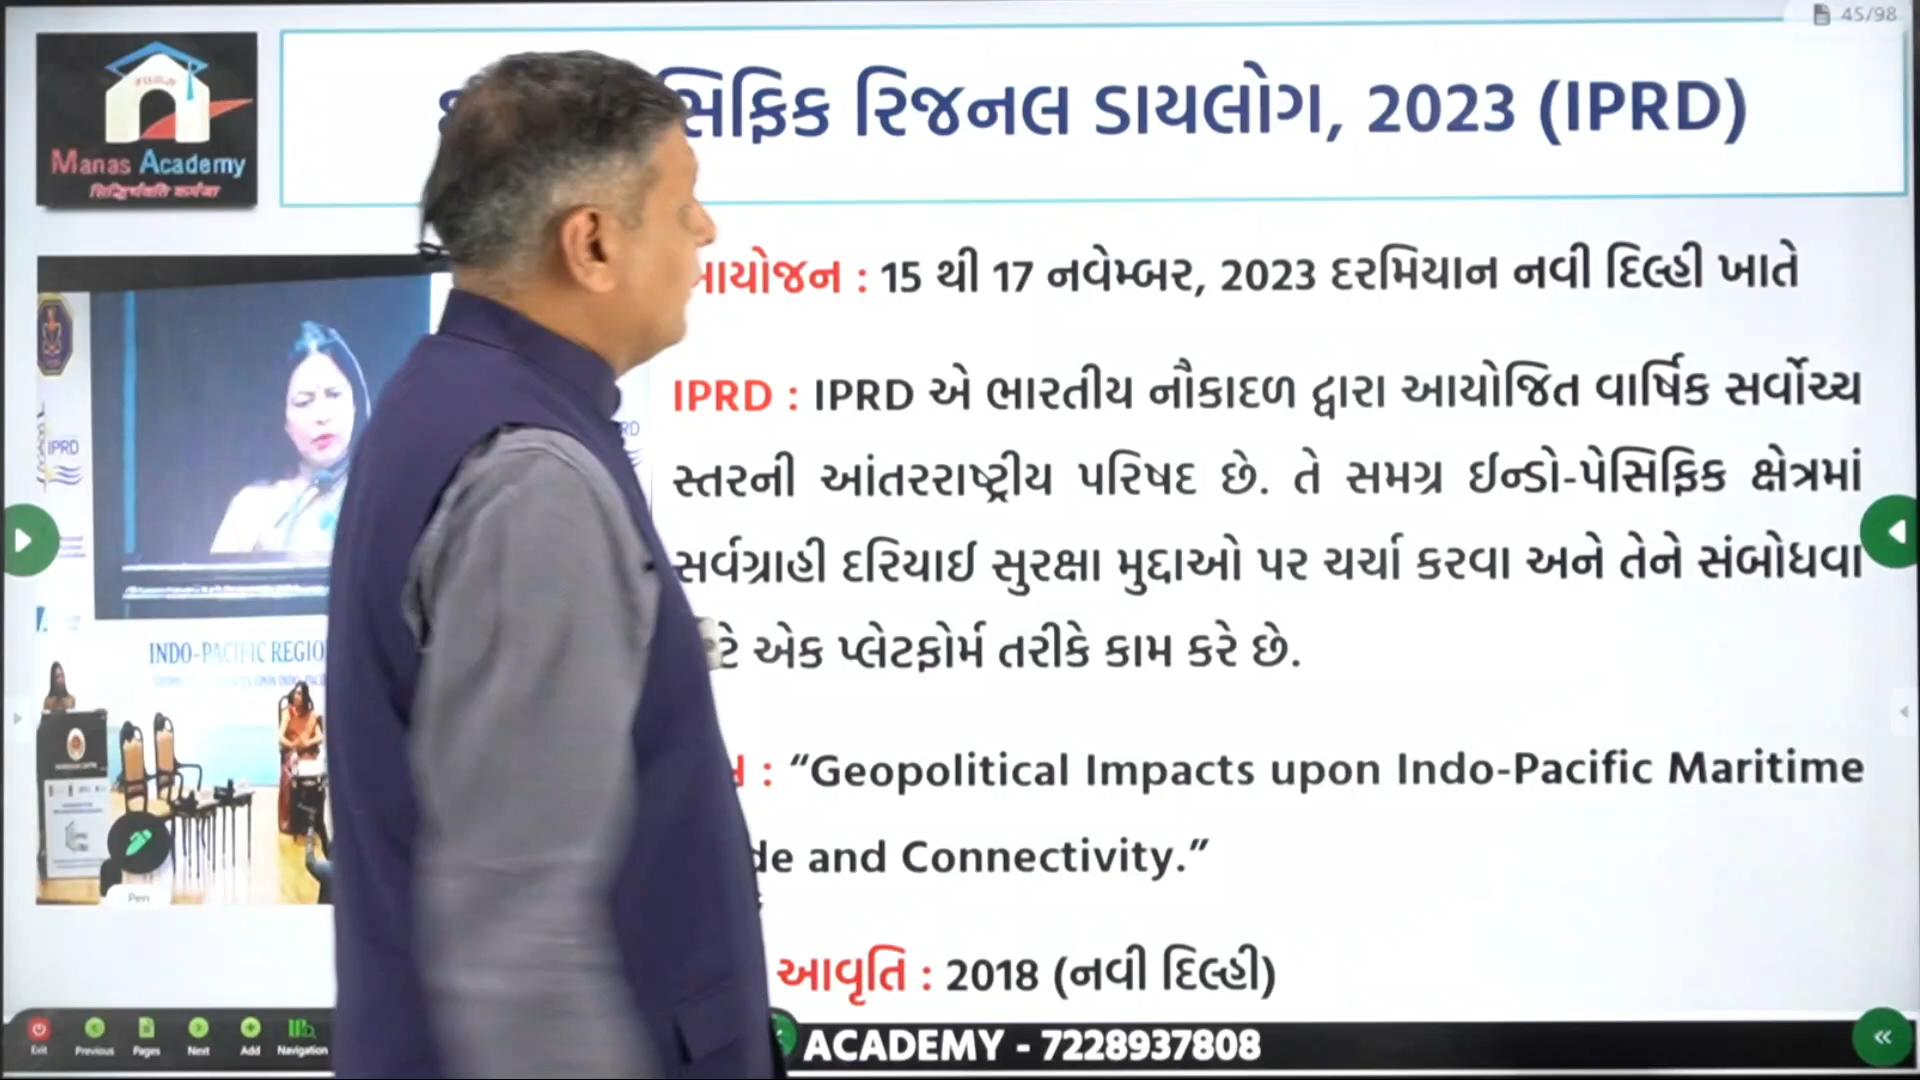 45/98
Manas Academy
સિફિક રિજનલ ડાયલોગ, 2023 (IPRD)
: 15 થી 17 નવેમ્બર, 2023 દરમિયાન નવી દિલ્હી ખાતે
IPRD : IPRD એ ભારતીય નૌકાદળ દ્વારા આયોજિત વાર્ષિક સર્વોચ્ચ
સ્તરની આંતરરાષ્ટ્રીય પરિષદ છે. તે સમગ્ર ઈન્ડો-પેસિફિક ક્ષેત્રમાં
સર્વગ્રાહી દરિયાઈ સુરક્ષા મુદ્દાઓ પર ચર્ચા કરવા અને તેને સંબોધવા
એક પ્લેટફોર્મ તરીકે કામ કરે છે.
: “Geopolitical Impacts upon Indo-Pacific Maritime
de and Connectivity.”
આવૃતિ : 2018 (નવી દિલ્હી)
IPRD
RD
INDO-PACIFIC REGIO
Pen
Exit Previous Pages Next Add Navigation
ACADEMY - 7228937808